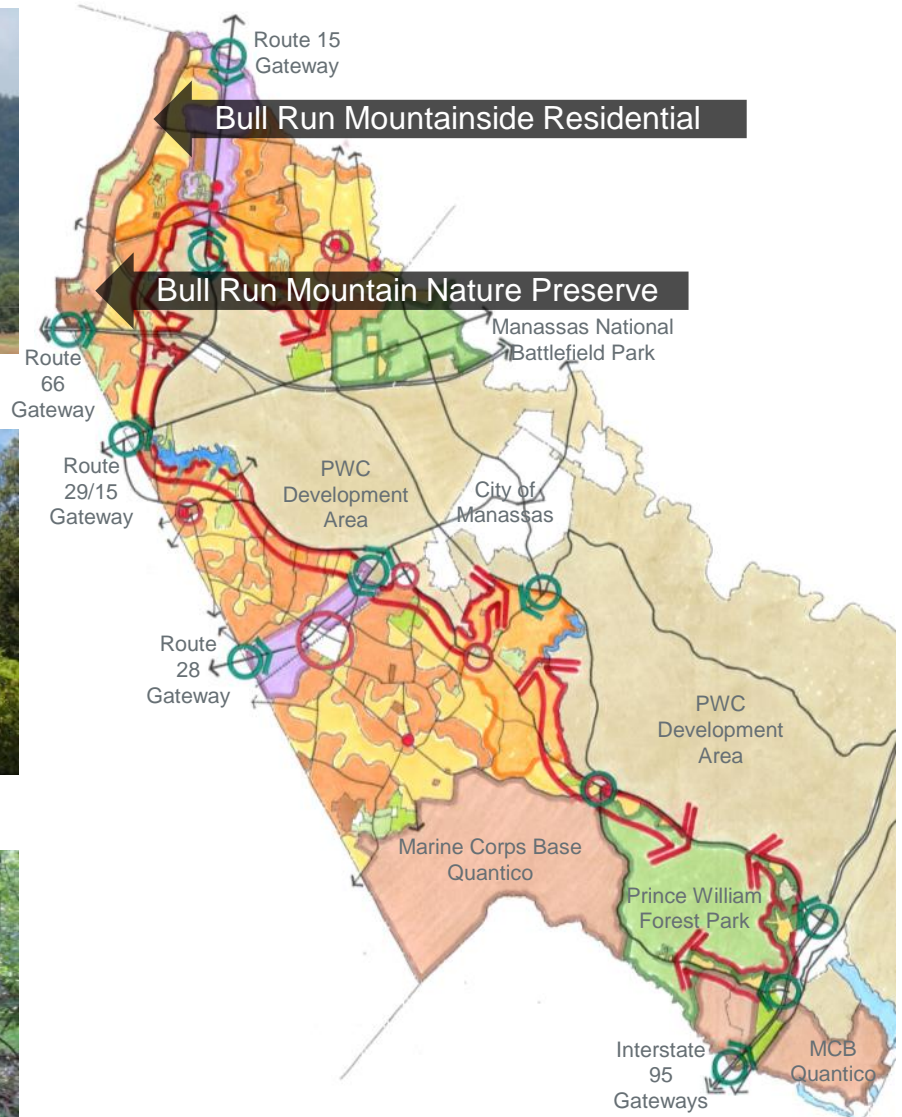 Route 15
Gateway
Bull Run Mountainside Residential
Bull Run Mountain Nature Preserve
Manassas National
Battlefield Park
Route
66
Gateway
Route
29/15
Gateway
PWC
Development
Area
City of
Manassas
Route
28
Gateway
PWC
Development
Area
Marine Corps Base
Quantico
Prince William
Forest Park
Interstate
95
Gateways
MCB
Quantico